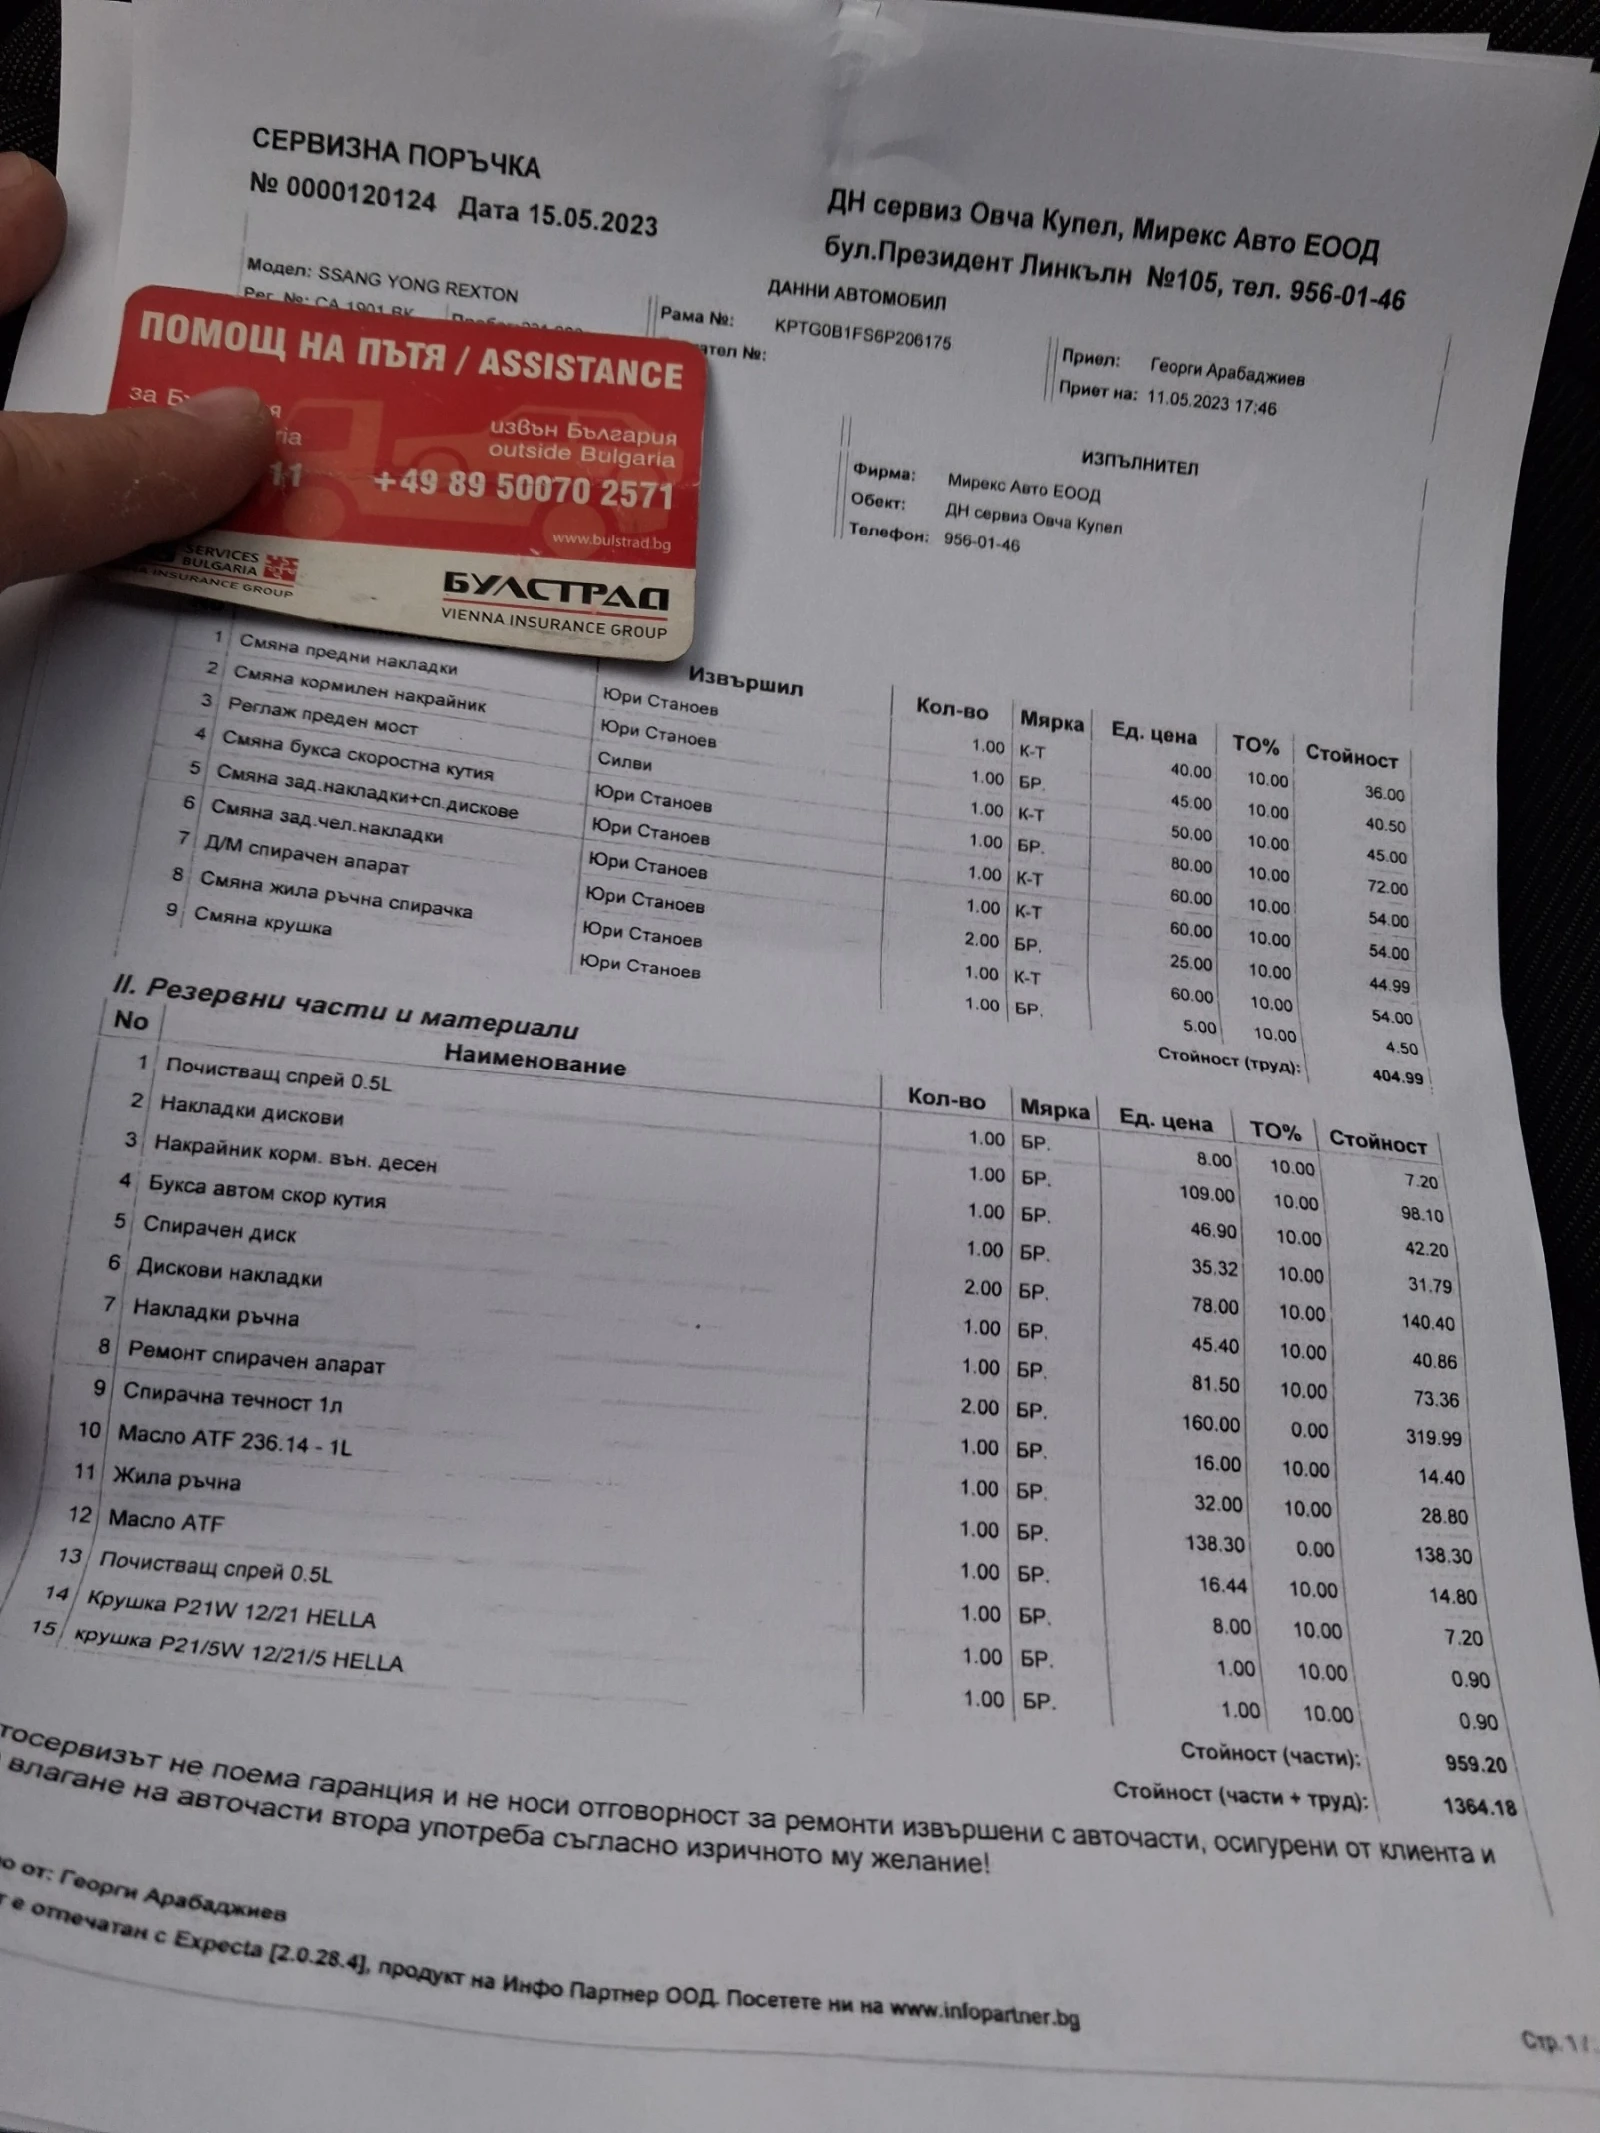 СЕРВИЗНА ПОРЪЧКА
№ 0000120124 Дата 15.05.2023
ДН сервиз Овча Купел, Мирекс Авто ЕООД
бул.Президент Линкълн №105, тел. 956-01-46
ДАННИ АВТОМОБИЛ
Модел: SSANG YONG REXTON
Рег. №: СА 1901 ВК
Рама №: KPTG0B1FS6P206175
№:
Приел: Георги Арабаджиев
Приет на: 11.05.2023 17:46
ИЗПЪЛНИТЕЛ
Фирма: Мирекс Авто ЕООД
Обект: ДН сервиз Овча Купел
Телефон: 956-01-46
ПОМОЩ НА ПЪТЯ / ASSISTANCE
за
извън България
outside Bulgaria
11 +49 89 50070 2571
www.bulstrad.bg
SERVICES
BULGARIA
INSURANCE GROUP
БУЛСТРАД
VIENNA INSURANCE GROUP
Извършил Кол-во Мярка Ед. цена ТО% Стойност
1 Смяна предни накладки Юри Станоев 1.00 К-Т 40.00 10.00 36.00
2 Смяна кормилен накрайник Юри Станоев 1.00 БР. 45.00 10.00 40.50
3 Реглаж преден мост Силви 1.00 К-Т 50.00 10.00 45.00
4 Смяна букса скоростна кутия Юри Станоев 1.00 БР. 80.00 10.00 72.00
5 Смяна зад.накладки+сп.дискове Юри Станоев 1.00 К-Т 60.00 10.00 54.00
6 Смяна зад.чел.накладки Юри Станоев 1.00 К-Т 60.00 10.00 54.00
7 Д/М спирачен апарат Юри Станоев 2.00 БР. 25.00 10.00 44.99
8 Смяна жила ръчна спирачка Юри Станоев 1.00 К-Т 60.00 10.00 54.00
9 Смяна крушка Юри Станоев 1.00 БР. 5.00 10.00 4.50
Стойност (труд): 404.99
II. Резервни части и материали
No Наименование Кол-во Мярка Ед. цена ТО% Стойност
1 Почистващ спрей 0.5L 1.00 БР. 8.00 10.00 7.20
2 Накладки дискови 1.00 БР. 109.00 10.00 98.10
3 Накрайник корм. вън. десен 1.00 БР. 46.90 10.00 42.20
4 Букса автом скор кутия 1.00 БР. 35.32 10.00 31.79
5 Спирачен диск 2.00 БР. 78.00 10.00 140.40
6 Дискови накладки 1.00 БР. 45.40 10.00 40.86
7 Накладки ръчна 1.00 БР. 81.50 10.00 73.36
8 Ремонт спирачен апарат 2.00 БР. 160.00 0.00 319.99
9 Спирачна течност 1л 1.00 БР. 16.00 10.00 14.40
10 Масло ATF 236.14 - 1L 1.00 БР. 32.00 10.00 28.80
11 Жила ръчна 1.00 БР. 138.30 0.00 138.30
12 Масло ATF 1.00 БР. 16.44 10.00 14.80
13 Почистващ спрей 0.5L 1.00 БР. 8.00 10.00 7.20
14 Крушка P21W 12/21 HELLA 1.00 БР. 1.00 10.00 0.90
15 крушка P21/5W 12/21/5 HELLA 1.00 БР. 1.00 10.00 0.90
Стойност (части): 959.20
Стойност (части + труд): 1364.18
тосервизът не поема гаранция и не носи отговорност за ремонти извършени с авточасти, осигурени от клиента и
влагане на авточасти втора употреба съгласно изричното му желание!
о от: Георги Арабаджиев
т е отпечатан с Expecta [2.0.28.4], продукт на Инфо Партнер ООД. Посетете ни на www.infopartner.bg
Стр. 1 /